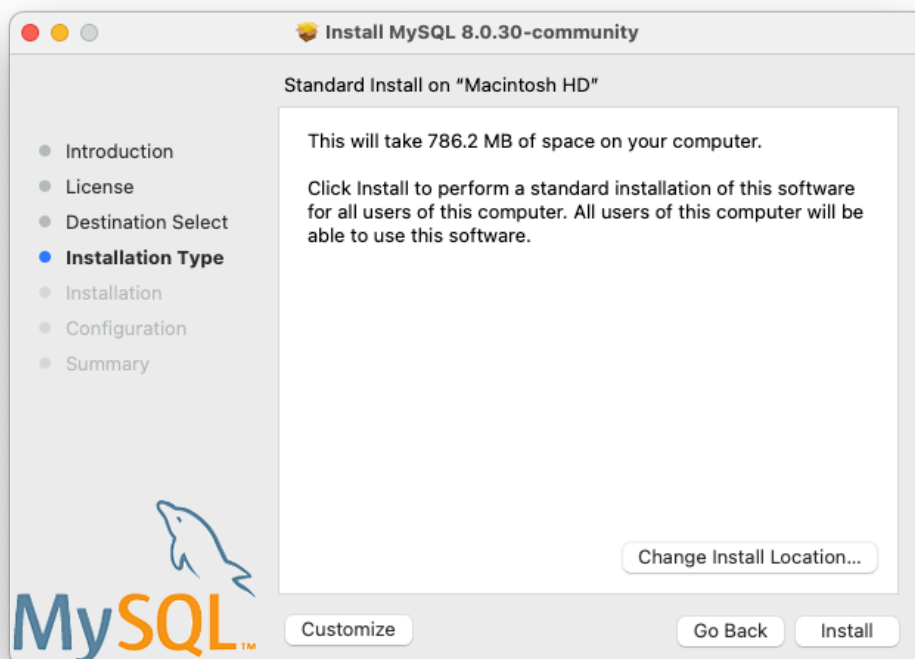 Install MySQL 8.0.30-community
Standard Install on “Macintosh HD”
Introduction
License
Destination Select
Installation Type
Installation
Configuration
Summary
This will take 786.2 MB of space on your computer.
Click Install to perform a standard installation of this software
for all users of this computer. All users of this computer will be
able to use this software.
Change Install Location...
MySQL™
Customize
Go Back
Install